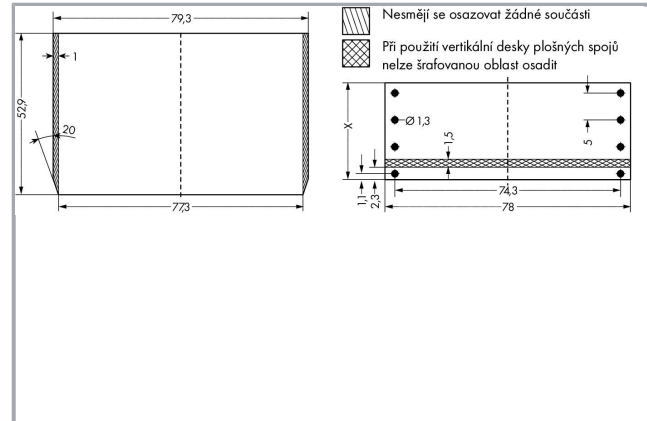 79,3
Nesmějí se osazovat žádné součásti
Při použití vertikální desky plošných spojů
nelze šrafovanou oblast osadit
1
52,9
20
77,3
X
Ø 1,3
1,5
5
1,1
2,3
74,3
78